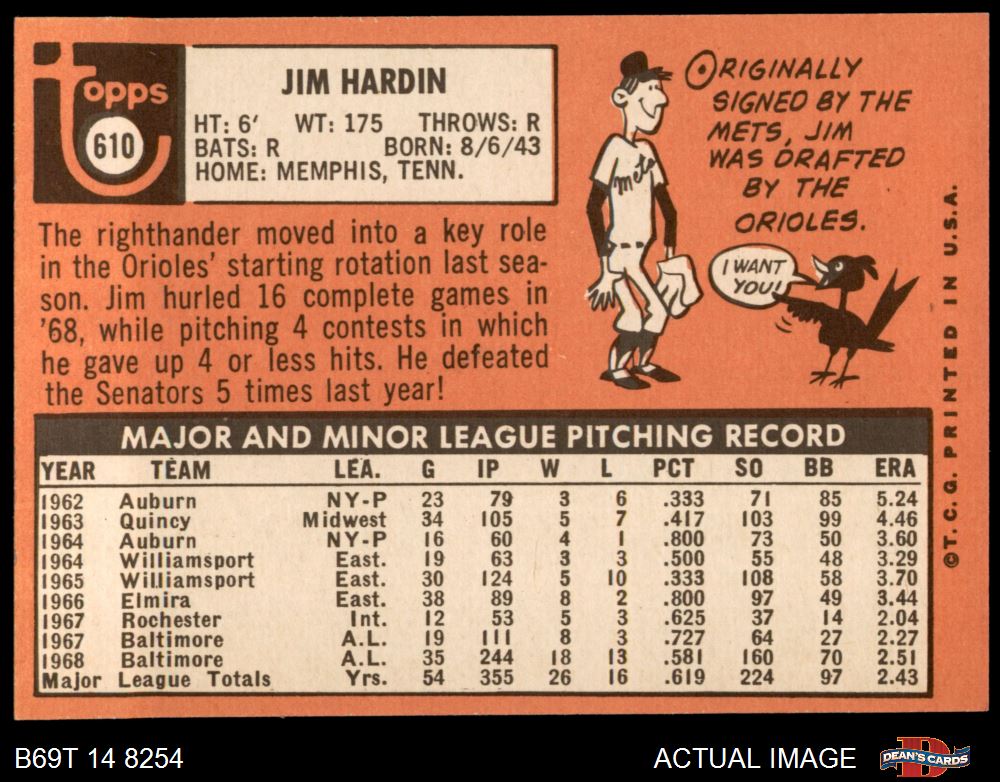 Topps
610
JIM HARDIN
HT: 6' WT: 175 THROWS: R
BATS: R BORN: 8/6/43
HOME: MEMPHIS, TENN.
The righthander moved into a key role
in the Orioles' starting rotation last sea-
son. Jim hurled 16 complete games in
'68, while pitching 4 contests in which
he gave up 4 or less hits. He defeated
the Senators 5 times last year!
ORIGINALLY
SIGNED BY THE
METS, JIM
WAS DRAFTED
BY THE
ORIOLES.
Mets
I WANT
YOU!
MAJOR AND MINOR LEAGUE PITCHING RECORD
YEAR TEAM LEA. G IP W L PCT SO BB ERA
1962 Auburn NY-P 23 79 3 6 .333 71 85 5.24
1963 Quincy Midwest 34 105 5 7 .417 103 99 4.46
1964 Auburn NY-P 16 60 4 1 .800 73 50 3.60
1964 Williamsport East. 19 63 3 3 .500 55 48 3.29
1965 Williamsport East. 30 124 5 10 .333 108 58 3.70
1966 Elmira East. 38 89 8 2 .800 97 49 3.44
1967 Rochester Int. 12 53 5 3 .625 37 14 2.04
1967 Baltimore A.L. 19 111 8 3 .727 64 27 2.27
1968 Baltimore A.L. 35 244 18 13 .581 160 70 2.51
Major League Totals Yrs. 54 355 26 16 .619 224 97 2.43
©T.C.G. PRINTED IN U.S.A.
B69T 14 8254
ACTUAL IMAGE
DEAN'S CARDS